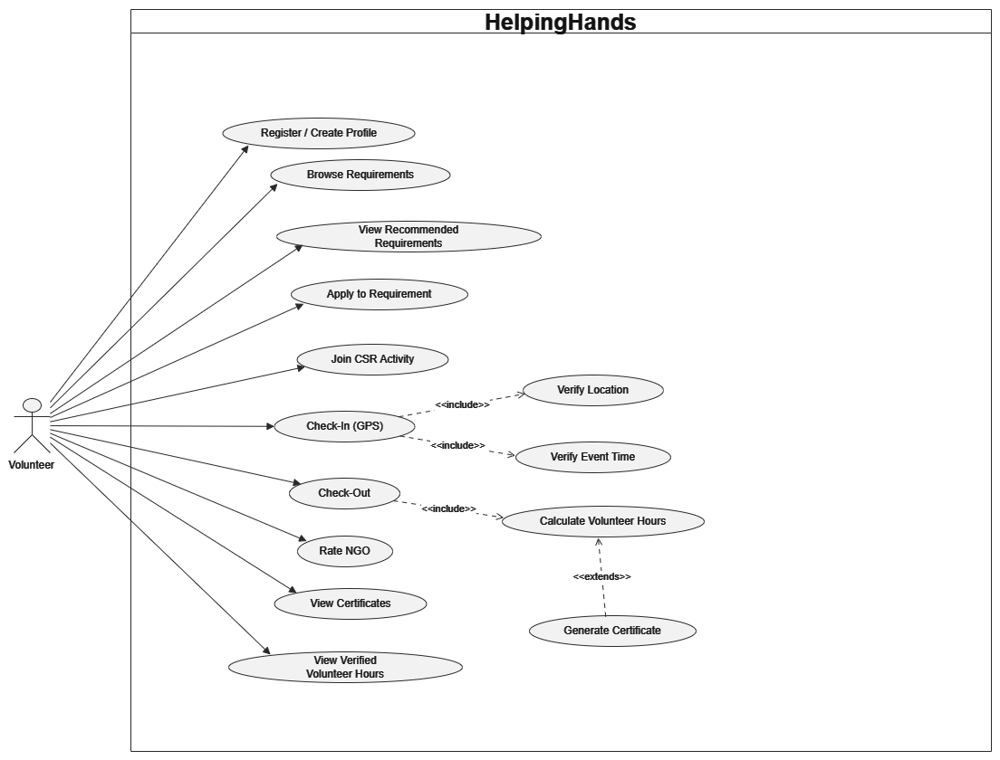 HelpingHands
Register / Create Profile
Browse Requirements
View Recommended
Requirements
Apply to Requirement
Join CSR Activity
<<include>>
Verify Location
Check-In (GPS)
<<include>>
Verify Event Time
Volunteer
Check-Out
<<include>>
Calculate Volunteer Hours
Rate NGO
<<extends>>
View Certificates
Generate Certificate
View Verified
Volunteer Hours